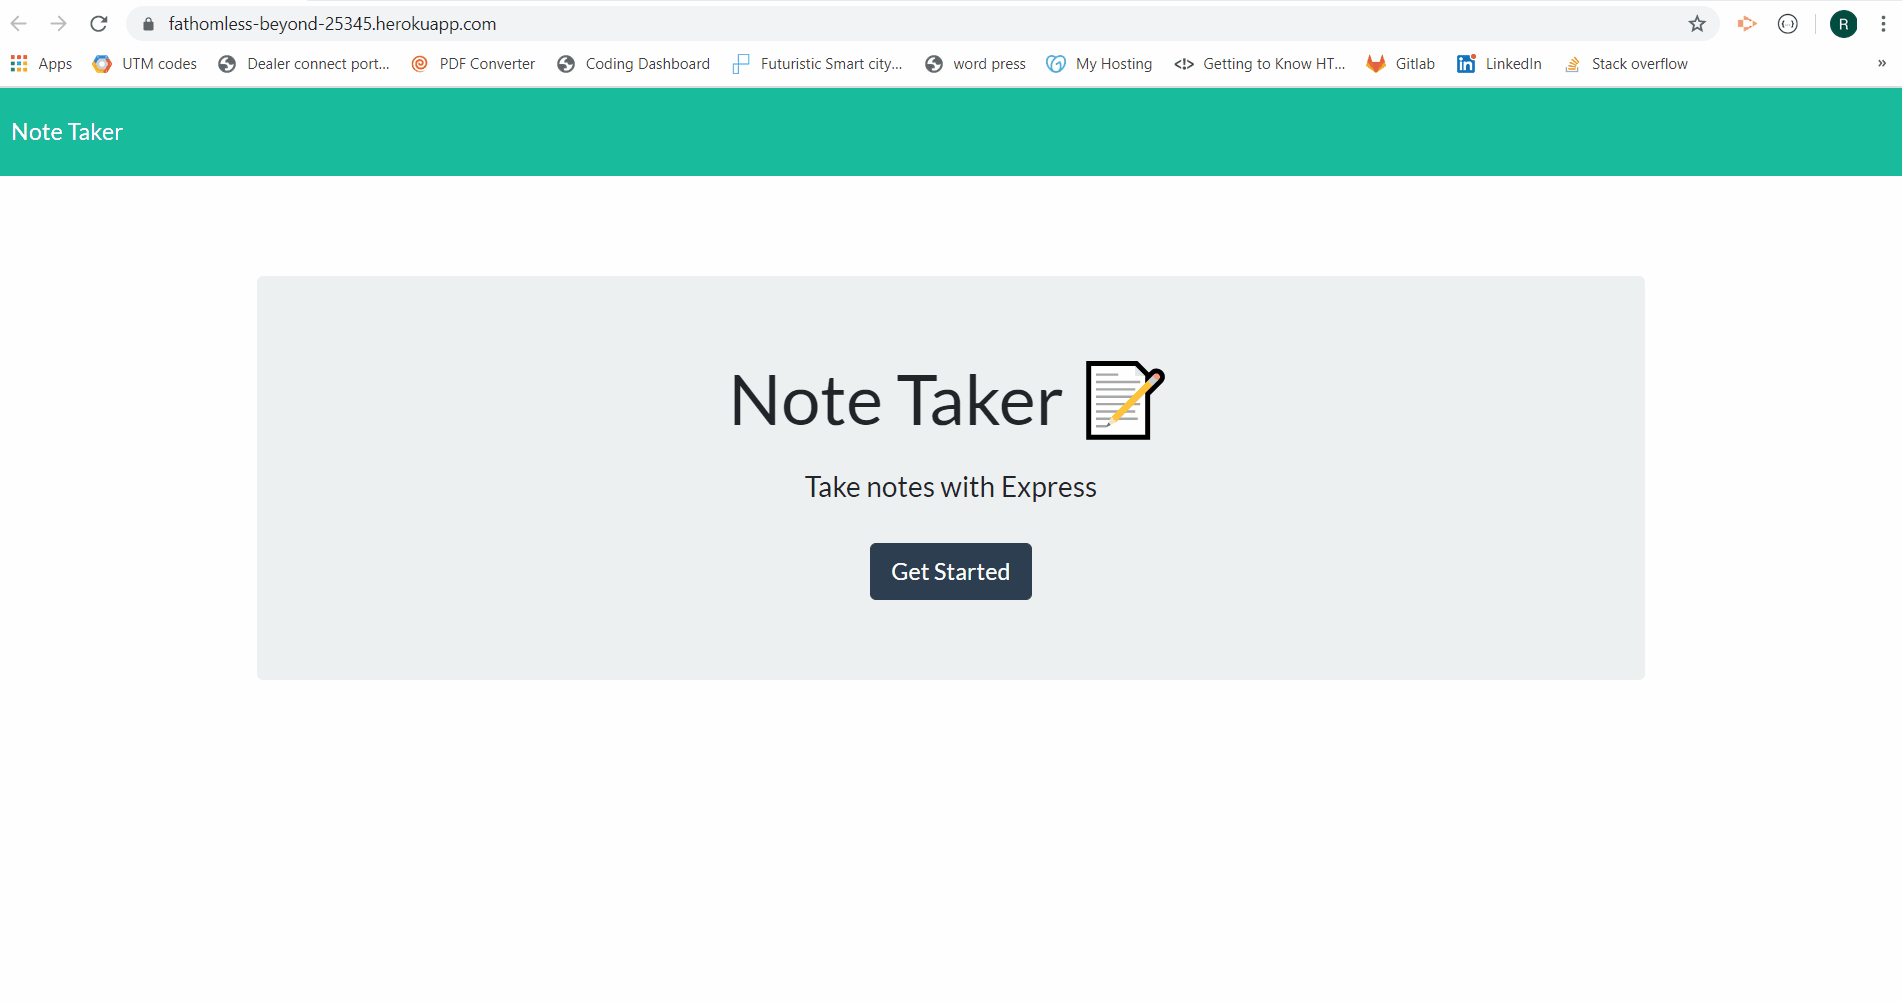 fathomless-beyond-25345.herokuapp.com
R
Apps UTM codes Dealer connect port... PDF Converter Coding Dashboard Futuristic Smart city... word press My Hosting Getting to Know HT... Gitlab LinkedIn Stack overflow »
Note Taker
Note Taker
Take notes with Express
Get Started